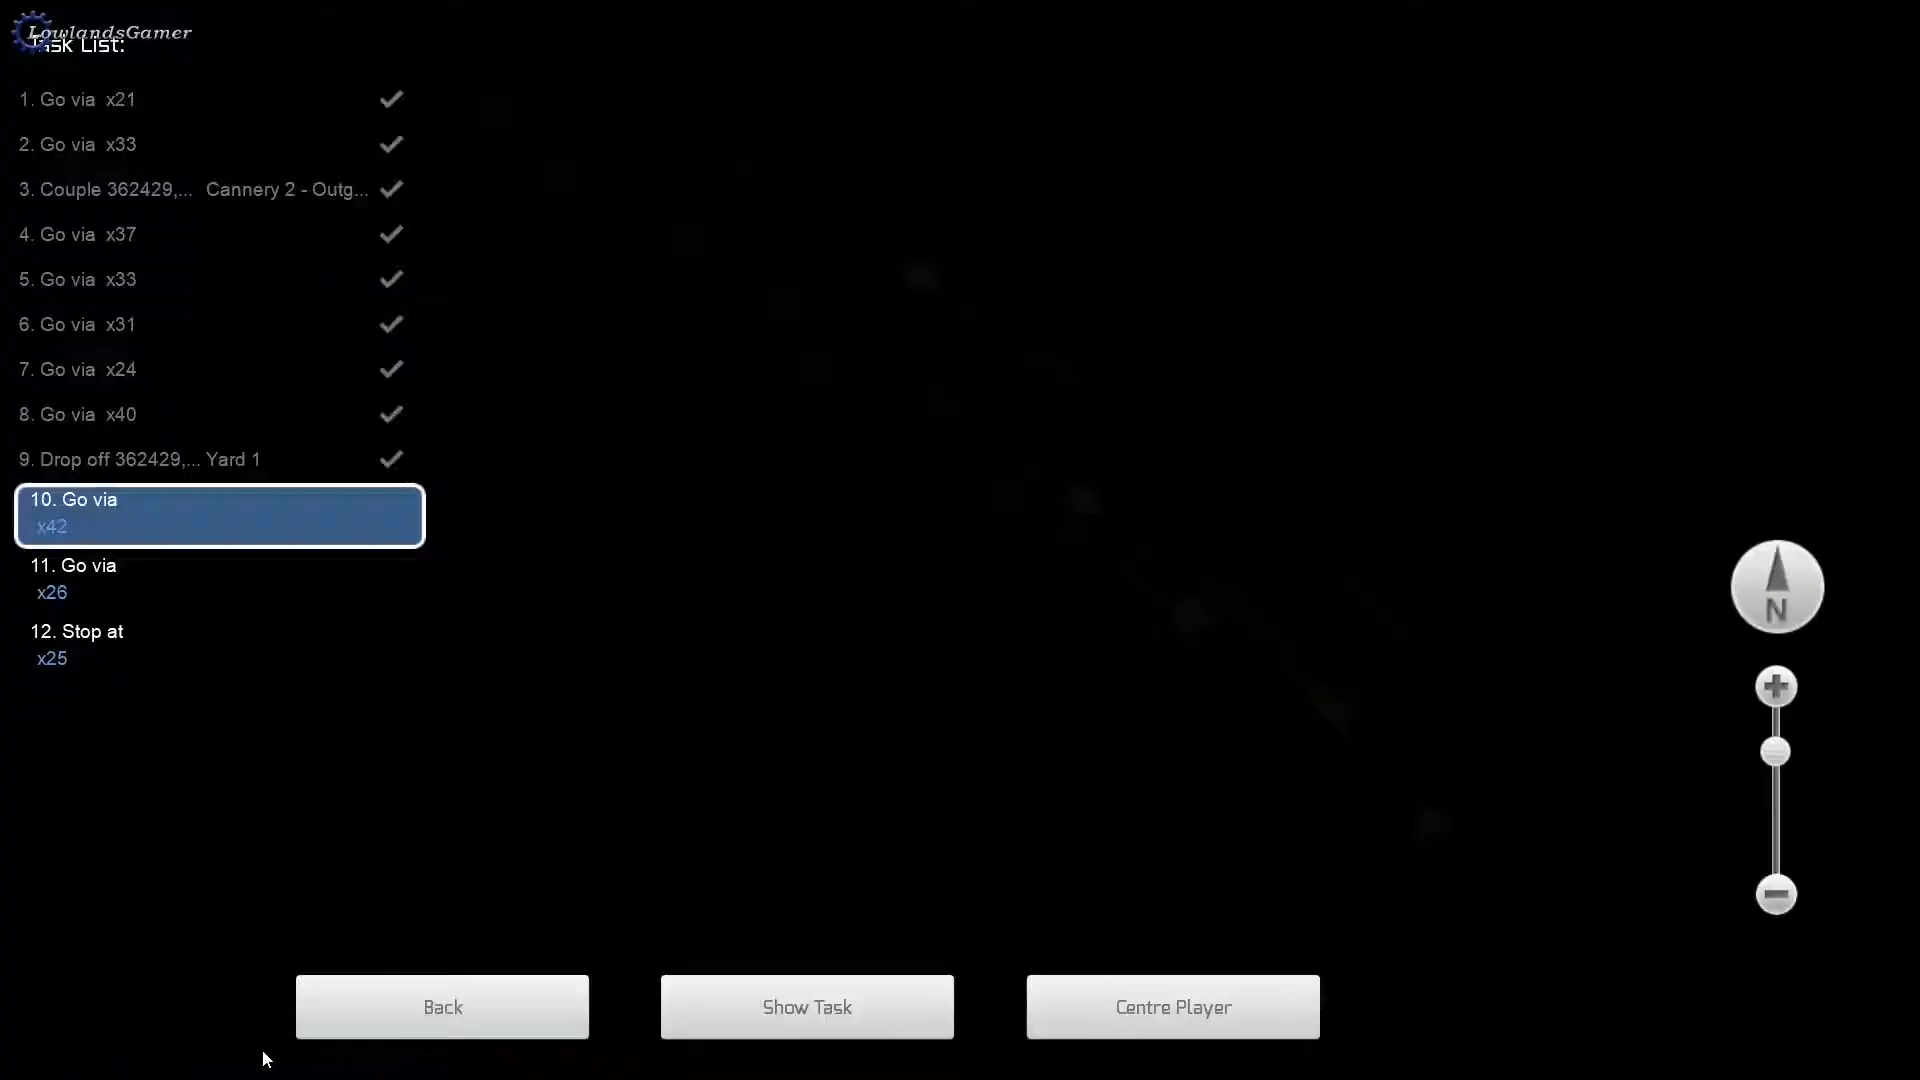 LowlandsGamer
Task List:
1. Go via x21
2. Go via x33
3. Couple 362429,... Cannery 2 - Outg...
4. Go via x37
5. Go via x33
6. Go via x31
7. Go via x24
8. Go via x40
9. Drop off 362429,... Yard 1
10. Go via
x42
11. Go via
x26
12. Stop at
x25
N
Back
Show Task
Centre Player